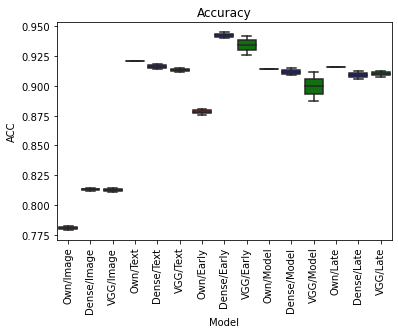 Accuracy
0.950
0.925
0.900
0.875
0.850
0.825
0.800
0.775
ACC
Own/Image
Dense/Image
VGG/Image
Own/Text
Dense/Text
VGG/Text
Own/Early
Dense/Early
VGG/Early
Own/Model
Dense/Model
VGG/Model
Own/Late
Dense/Late
VGG/Late
Model